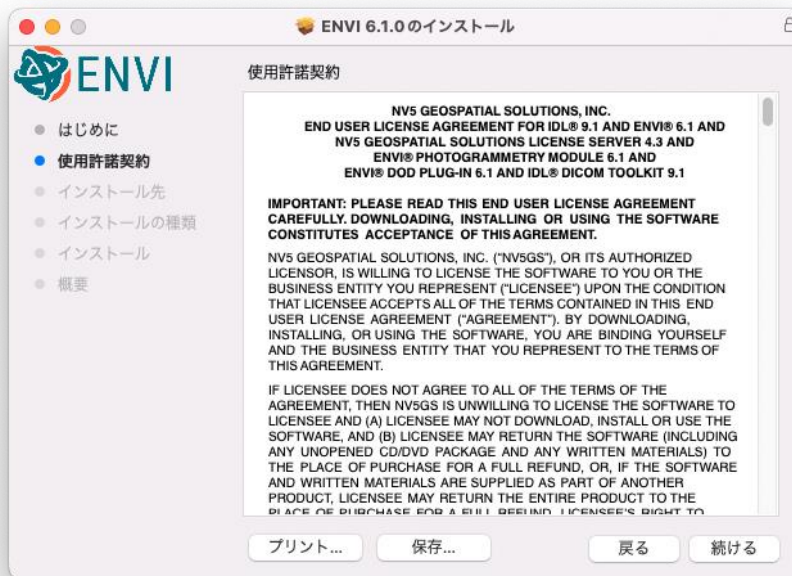 ENVI 6.1.0 のインストール
ENVI
使用許諾契約
はじめに
使用許諾契約
インストール先
インストールの種類
インストール
概要
NV5 GEOSPATIAL SOLUTIONS, INC.
END USER LICENSE AGREEMENT FOR IDL® 9.1 AND ENVI® 6.1 AND
NV5 GEOSPATIAL SOLUTIONS LICENSE SERVER 4.3 AND
ENVI® PHOTOGRAMMETRY MODULE 6.1 AND
ENVI® DOD PLUG-IN 6.1 AND IDL® DICOM TOOLKIT 9.1
IMPORTANT: PLEASE READ THIS END USER LICENSE AGREEMENT
CAREFULLY. DOWNLOADING, INSTALLING OR USING THE SOFTWARE
CONSTITUTES ACCEPTANCE OF THIS AGREEMENT.
NV5 GEOSPATIAL SOLUTIONS, INC. (“NV5GS”), OR ITS AUTHORIZED
LICENSOR, IS WILLING TO LICENSE THE SOFTWARE TO YOU OR THE
BUSINESS ENTITY YOU REPRESENT (“LICENSEE”) UPON THE CONDITION
THAT LICENSEE ACCEPTS ALL OF THE TERMS CONTAINED IN THIS END
USER LICENSE AGREEMENT (“AGREEMENT”). BY DOWNLOADING,
INSTALLING, OR USING THE SOFTWARE, YOU ARE BINDING YOURSELF
AND THE BUSINESS ENTITY THAT YOU REPRESENT TO THE TERMS OF
THIS AGREEMENT.
IF LICENSEE DOES NOT AGREE TO ALL OF THE TERMS OF THE
AGREEMENT, THEN NV5GS IS UNWILLING TO LICENSE THE SOFTWARE TO
LICENSEE AND (A) LICENSEE MAY NOT DOWNLOAD, INSTALL OR USE THE
SOFTWARE, AND (B) LICENSEE MAY RETURN THE SOFTWARE (INCLUDING
ANY UNOPENED CD/DVD PACKAGE AND ANY WRITTEN MATERIALS) TO
THE PLACE OF PURCHASE FOR A FULL REFUND, OR, IF THE SOFTWARE
AND WRITTEN MATERIALS ARE SUPPLIED AS PART OF ANOTHER
PRODUCT, LICENSEE MAY RETURN THE ENTIRE PRODUCT TO THE
PLACE OF PURCHASE FOR A FULL REFUND. LICENSEE'S RIGHT TO
プリント...
保存...
戻る
続ける